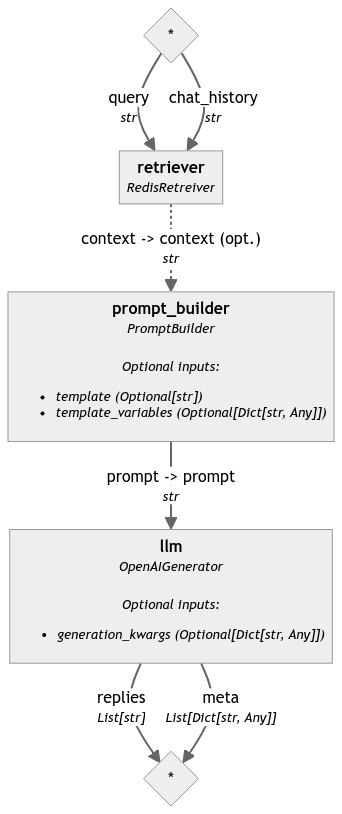 *
query
str
chat_history
str
retriever
RedisRetreiver
context -> context (opt.)
str
prompt_builder
PromptBuilder
Optional inputs:
• template (Optional[str])
• template_variables (Optional[Dict[str, Any]])
prompt -> prompt
str
llm
OpenAIGenerator
Optional inputs:
• generation_kwargs (Optional[Dict[str, Any]])
replies
List[str]
meta
List[Dict[str, Any]]
*